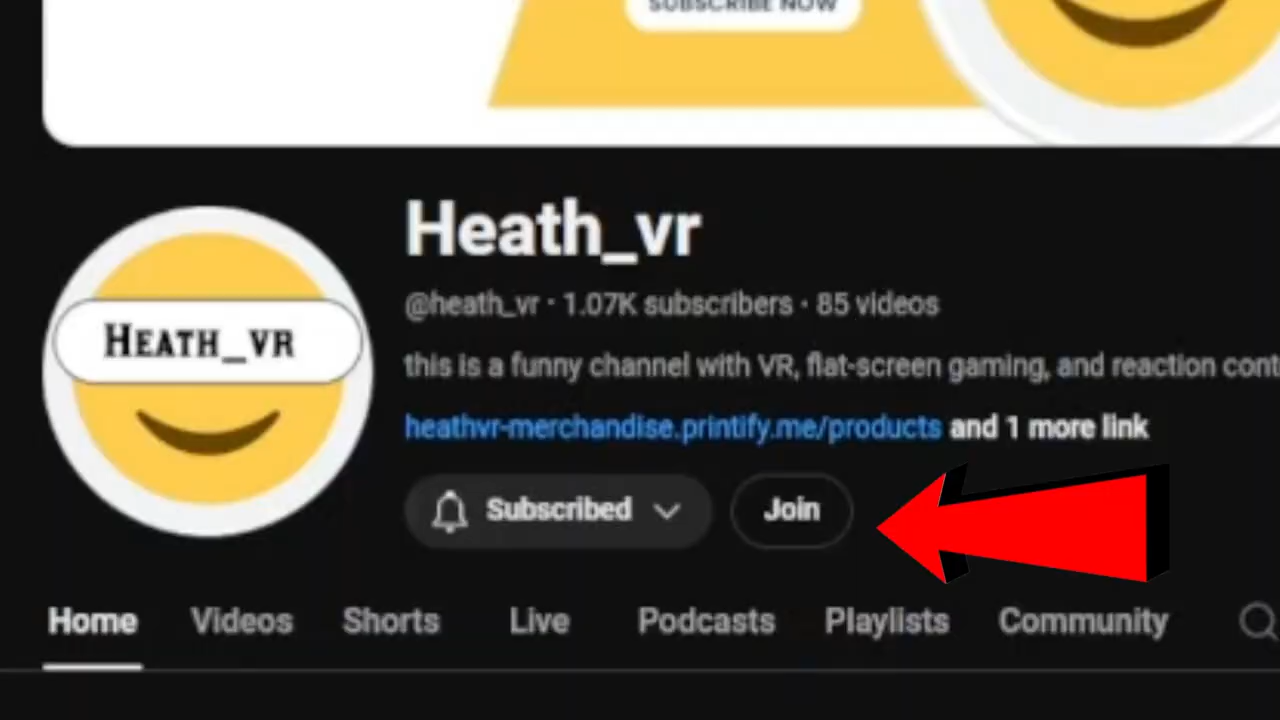 SUBSCRIBE NOW
Heath_vr
HEATH_VR
@heath_vr · 1.07K subscribers · 85 videos
this is a funny channel with VR, flat-screen gaming, and reaction cont
heathvr-merchandise.printify.me/products and 1 more link
Subscribed Join
Home Videos Shorts Live Podcasts Playlists Community